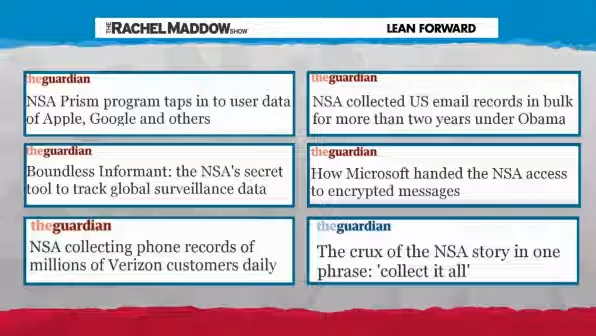 THE RACHEL MADDOW SHOW
LEAN FORWARD
theguardian
NSA Prism program taps in to user data
of Apple, Google and others
theguardian
NSA collected US email records in bulk
for more than two years under Obama
theguardian
Boundless Informant: the NSA's secret
tool to track global surveillance data
theguardian
How Microsoft handed the NSA access
to encrypted messages
theguardian
NSA collecting phone records of
millions of Verizon customers daily
theguardian
The crux of the NSA story in one
phrase: 'collect it all'